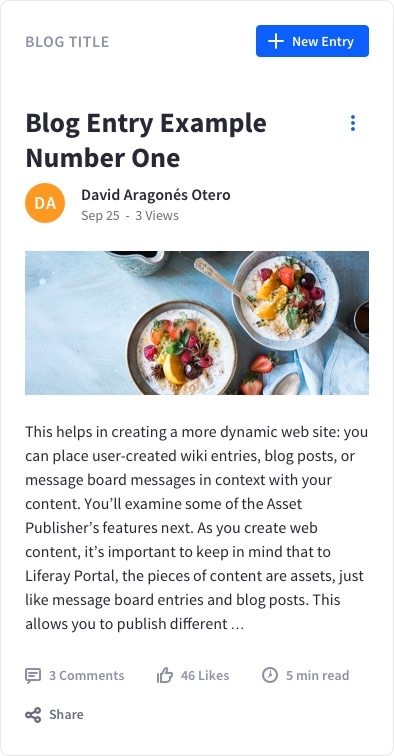 BLOG TITLE
New Entry
Blog Entry Example
Number One
DA
David Aragonés Otero
Sep 25 - 3 Views
This helps in creating a more dynamic web site: you
can place user-created wiki entries, blog posts, or
message board messages in context with your
content. You’ll examine some of the Asset
Publisher’s features next. As you create web
content, it’s important to keep in mind that to
Liferay Portal, the pieces of content are assets, just
like message board entries and blog posts. This
allows you to publish different …
3 Comments
46 Likes
5 min read
Share